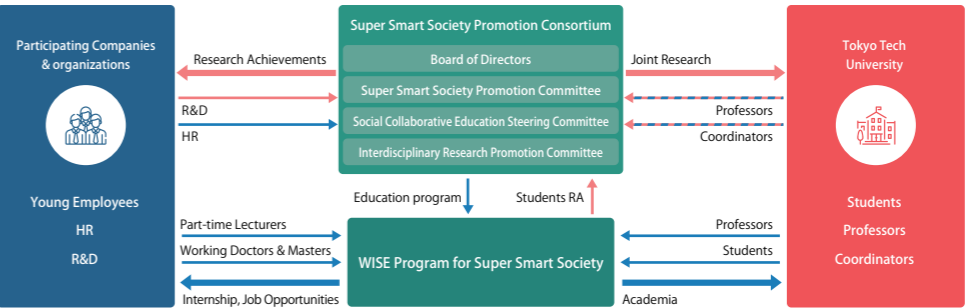 Participating Companies
& organizations
Young Employees
HR
R&D
Research Achievements
R&D
HR
Super Smart Society Promotion Consortium
Board of Directors
Super Smart Society Promotion Committee
Social Collaborative Education Steering Committee
Interdisciplinary Research Promotion Committee
Joint Research
Professors
Coordinators
Tokyo Tech
University
Students
Professors
Coordinators
Education program
Students RA
Part-time Lecturers
Working Doctors & Masters
Internship, Job Opportunities
WISE Program for Super Smart Society
Professors
Students
Academia